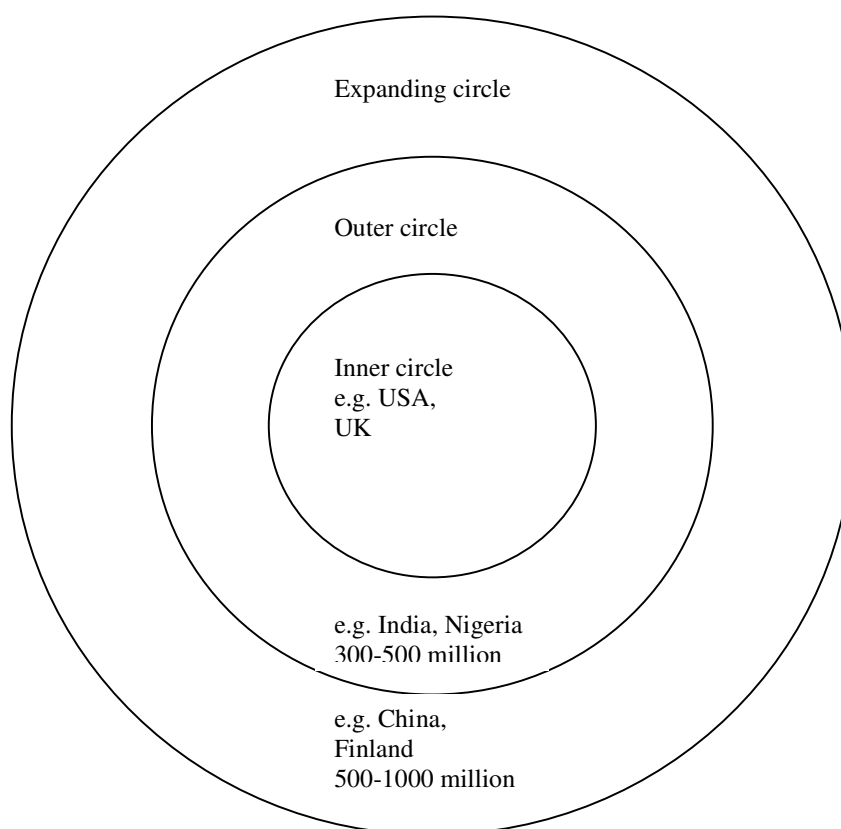 Expanding circle
Outer circle
Inner circle
e.g. USA,
UK
e.g. India, Nigeria
300-500 million
e.g. China,
Finland
500-1000 million